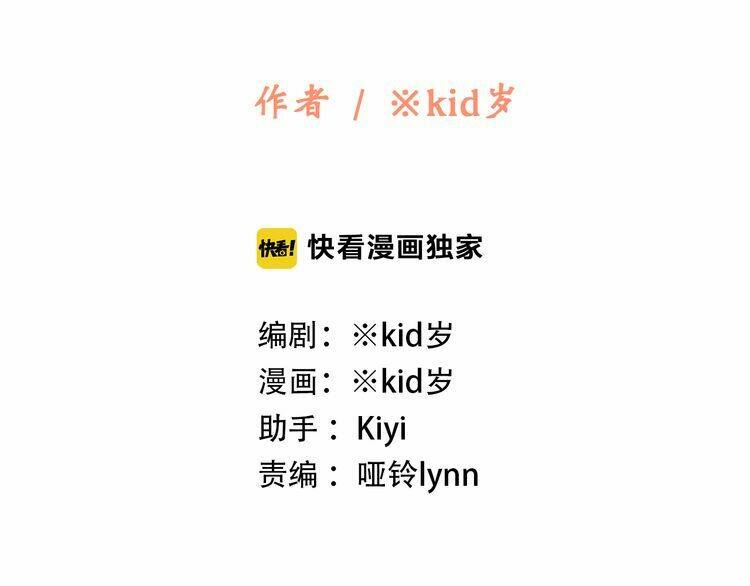 作者 / ※kid岁
快看! 快看漫画独家
编剧：※kid岁
漫画：※kid岁
助手：Kiyi
责编：哑铃lynn